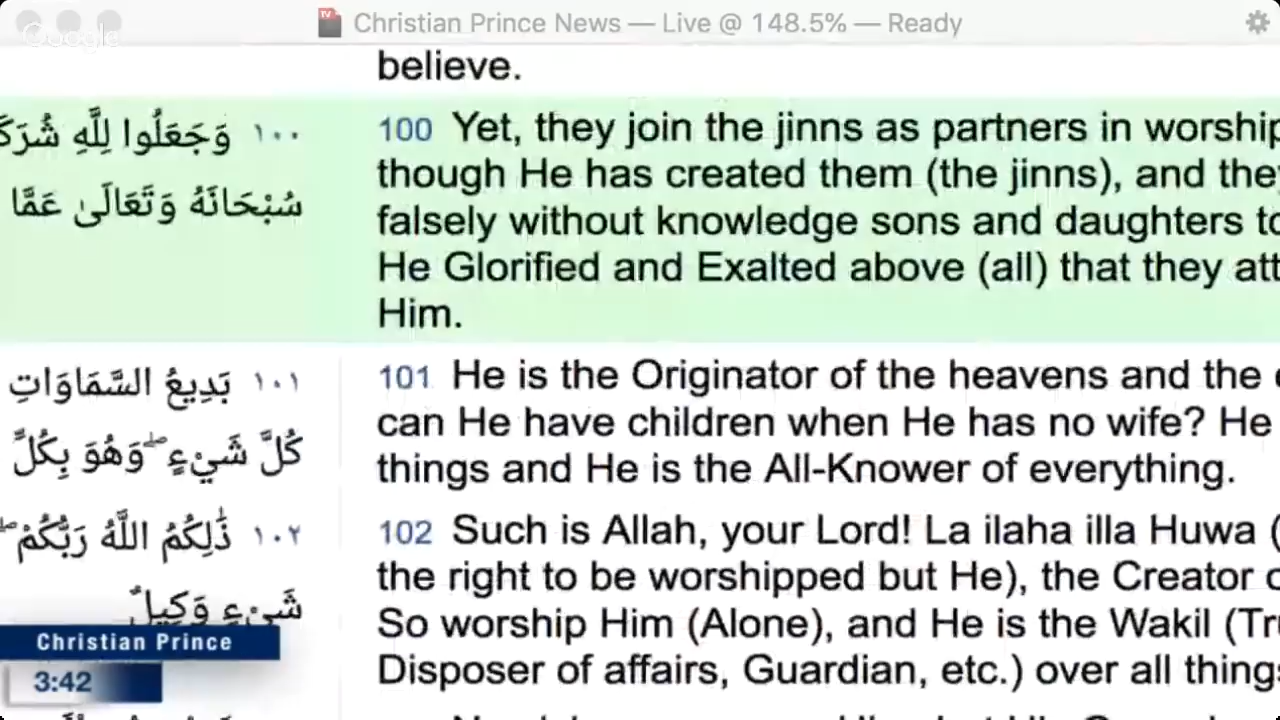 Google
TV
Christian Prince News — Live @ 148.5% — Ready
believe.
١٠٠ وَجَعَلُوا لِلَّهِ
سُبْحَانَهُ وَتَعَالَىٰ عَمَّا
100 Yet, they join the jinns as partners in worship
though He has created them (the jinns), and they
falsely without knowledge sons and daughters to
He Glorified and Exalted above (all) that they att
Him.
١٠١ بَدِيعُ السَّمَاوَاتِ
كُلَّ شَيْءٍ ۖ وَهُوَ بِكُلِّ
101 He is the Originator of the heavens and the
can He have children when He has no wife? He
things and He is the All-Knower of everything.
١٠٢ ذَٰلِكُمُ اللَّهُ رَبُّكُمْ ۖ
شَيْءٍ وَكِيلٌ
102 Such is Allah, your Lord! La ilaha illa Huwa (
the right to be worshipped but He), the Creator
So worship Him (Alone), and He is the Wakil (Tru
Disposer of affairs, Guardian, etc.) over all things
Christian Prince
3:42